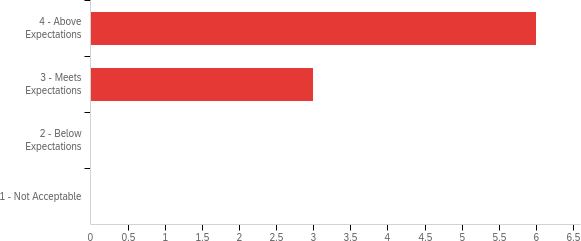 4 - Above
Expectations
3 - Meets
Expectations
2 - Below
Expectations
1 - Not Acceptable
0 0.5 1 1.5 2 2.5 3 3.5 4 4.5 5 5.5 6 6.5